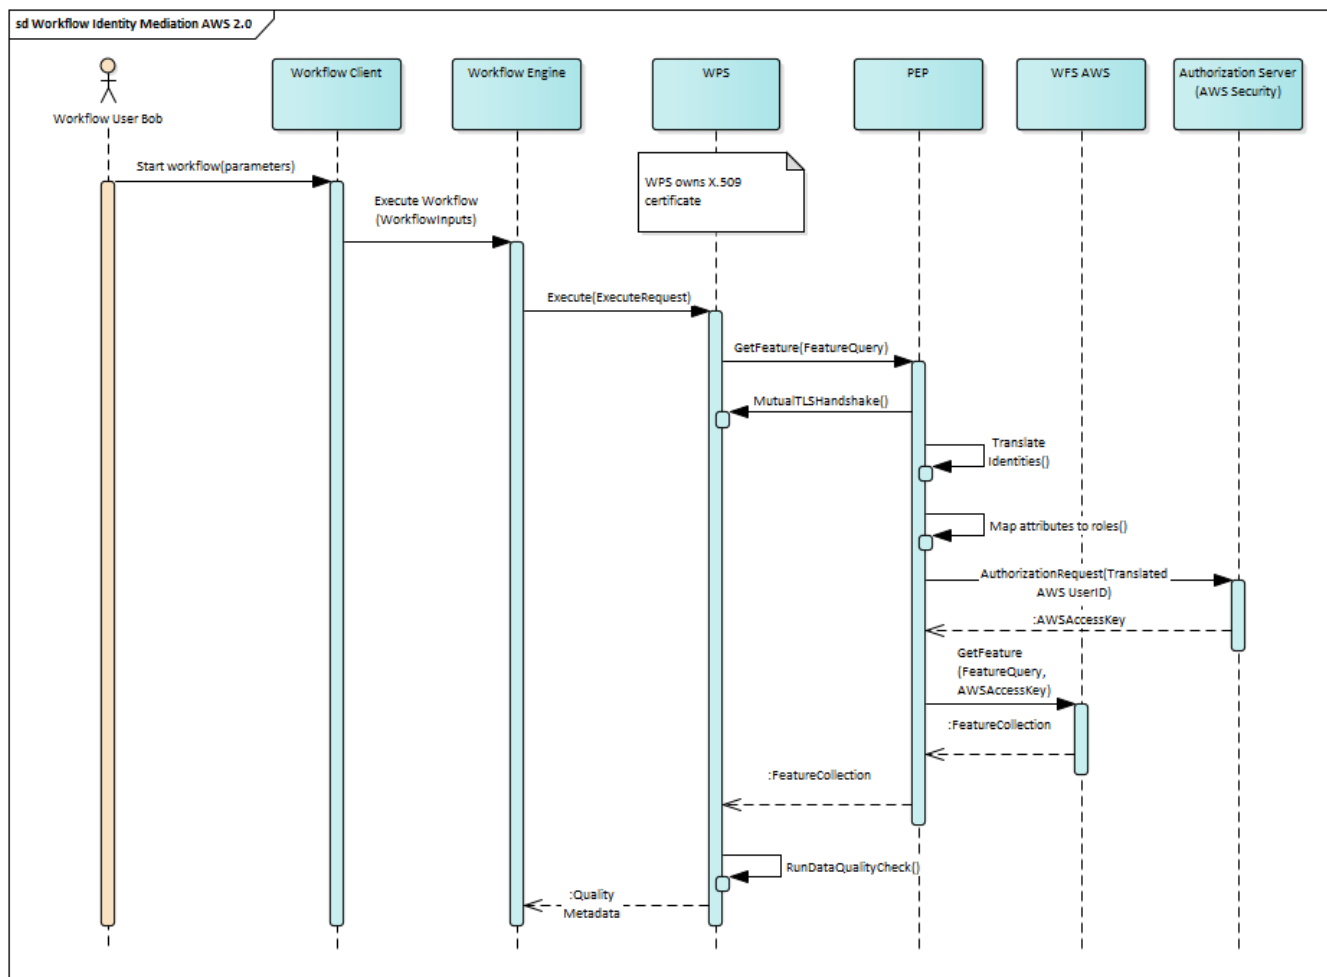 sd Workflow Identity Mediation AWS 2.0
Workflow User Bob
Workflow Client
Workflow Engine
WPS
PEP
WFS AWS
Authorization Server
(AWS Security)
WPS owns X.509
certificate
Start workflow(parameters)
Execute Workflow
(WorkflowInputs)
Execute(ExecuteRequest)
GetFeature(FeatureQuery)
MutualTLSHandshake()
Translate
Identities()
Map attributes to roles()
AuthorizationRequest(Translated
AWS UserID)
:AWSAccessKey
GetFeature
(FeatureQuery,
AWSAccessKey)
:FeatureCollection
:FeatureCollection
RunDataQualityCheck()
:Quality
Metadata